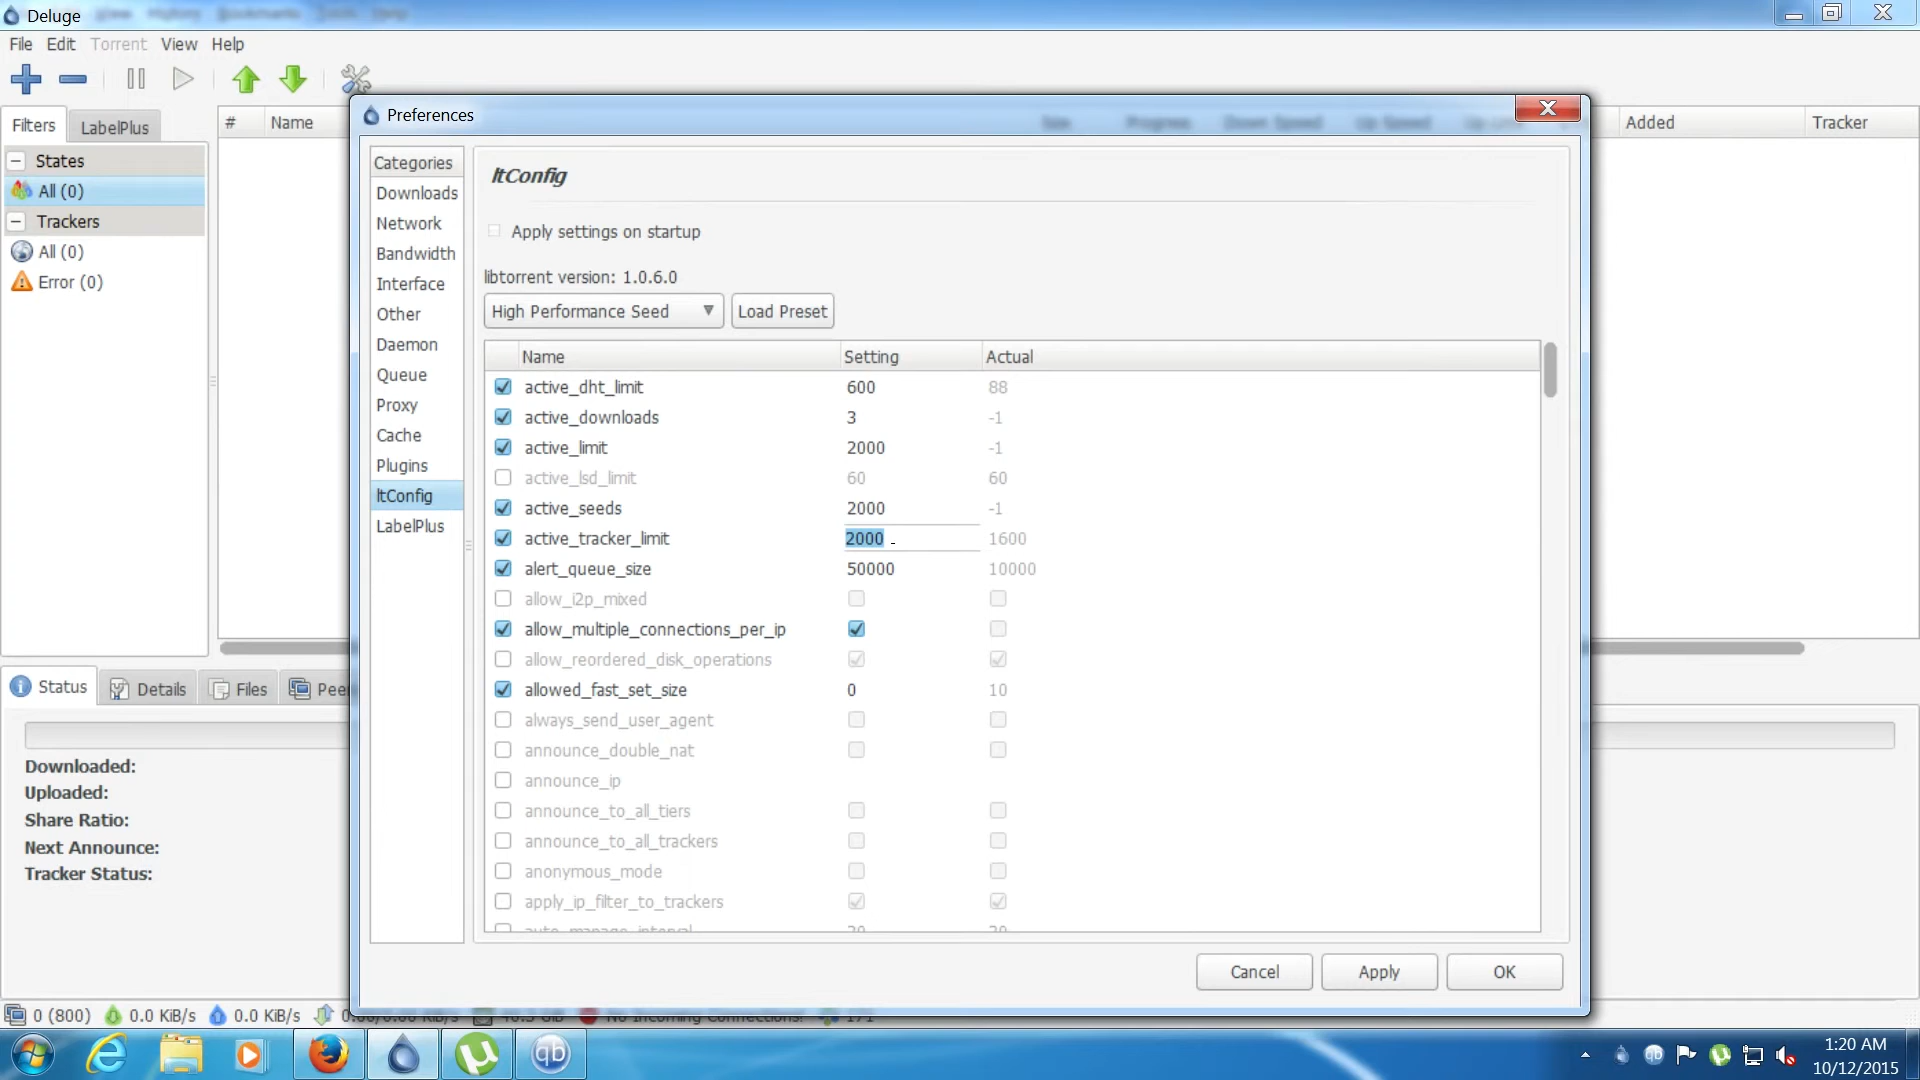 Deluge
File Edit Torrent View Help
Preferences
Filters LabelPlus
# Name
Added Tracker
States
All (0)
Trackers
All (0)
Error (0)
Categories
Downloads
Network
Bandwidth
Interface
Other
Daemon
Queue
Proxy
Cache
Plugins
ltConfig
LabelPlus
ltConfig
Apply settings on startup
libtorrent version: 1.0.6.0
High Performance Seed Load Preset
Name Setting Actual
active_dht_limit 600 88
active_downloads 3 -1
active_limit 2000 -1
active_lsd_limit 60 60
active_seeds 2000 -1
active_tracker_limit 2000 1600
alert_queue_size 50000 10000
allow_i2p_mixed
allow_multiple_connections_per_ip
allow_reordered_disk_operations
allowed_fast_set_size 0 10
always_send_user_agent
announce_double_nat
announce_ip
announce_to_all_tiers
announce_to_all_trackers
anonymous_mode
apply_ip_filter_to_trackers
Cancel Apply OK
Status Details Files Peer
Downloaded:
Uploaded:
Share Ratio:
Next Announce:
Tracker Status:
0 (800) 0.0 KiB/s 0.0 KiB/s
1:20 AM
10/12/2015